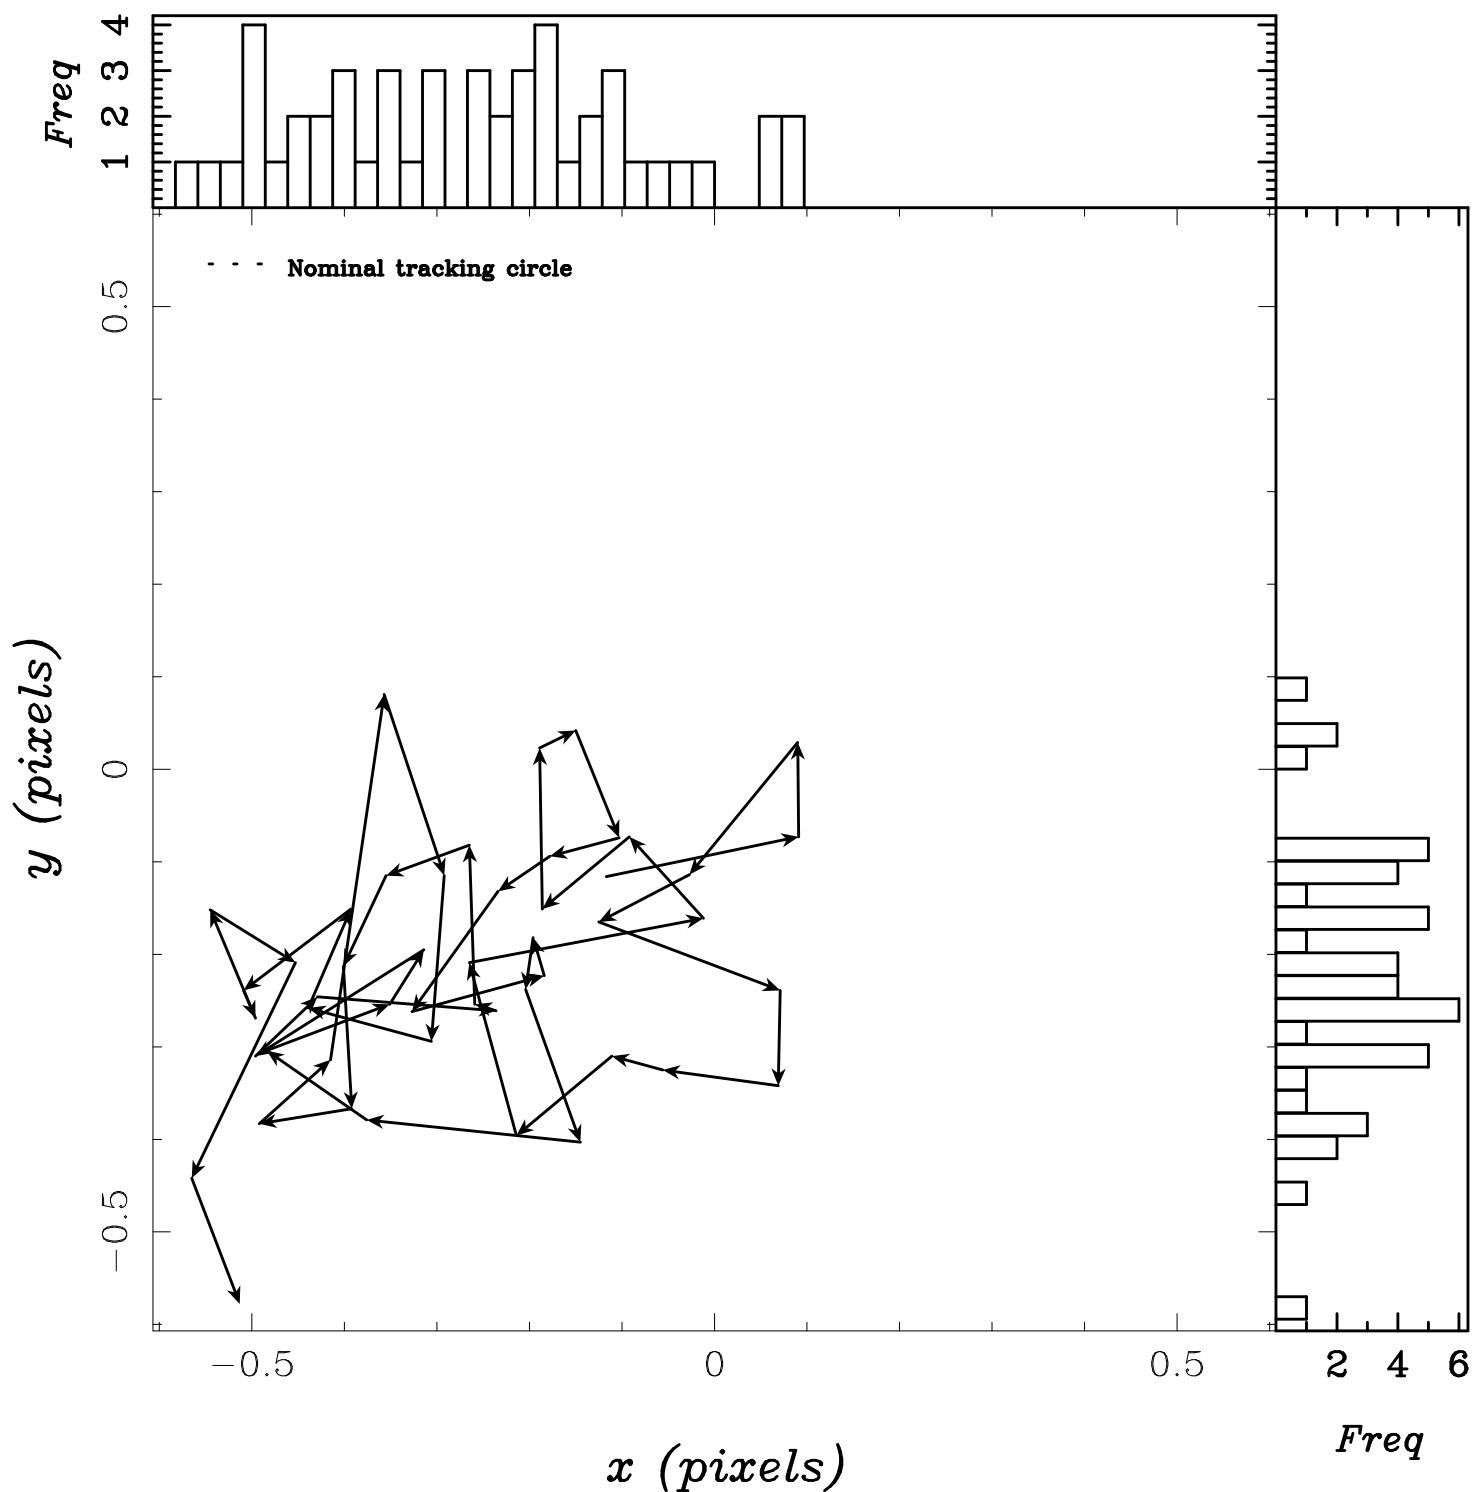 Freq
1 2 3 4
- - - Nominal tracking circle
0.5
0
−0.5
y (pixels)
−0.5 0 0.5
2 4 6
x (pixels)
Freq